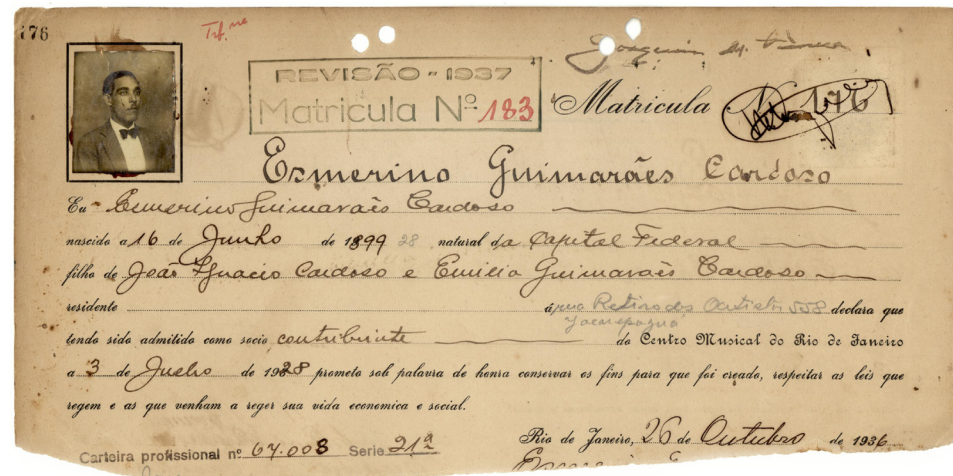 176
REVISÃO - 1937
Matricula Nº 183
Matricula 176
Esmerino Guimarães Cardoso
Eu Esmerino Guimarães Cardoso
nascido a 16 de Junho de 1899 28 natural da Capital Federal
filho de João Ignacio Cardoso e Emilia Guimarães Cardoso
residente á rua Retiro dos Artistas 558 declara que
Jacarepagua
tendo sido admitido como socio contribuinte do Centro Musical do Rio de Janeiro
a 3 de Julho de 1928 prometo sob palavra de honra conservar os fins para que foi creado, respeitar as leis que
regem e as que venham a reger sua vida economica e social.
Rio de Janeiro, 26 de Outubro de 1936
Carteira profissional nº 67.008 Serie 21ª